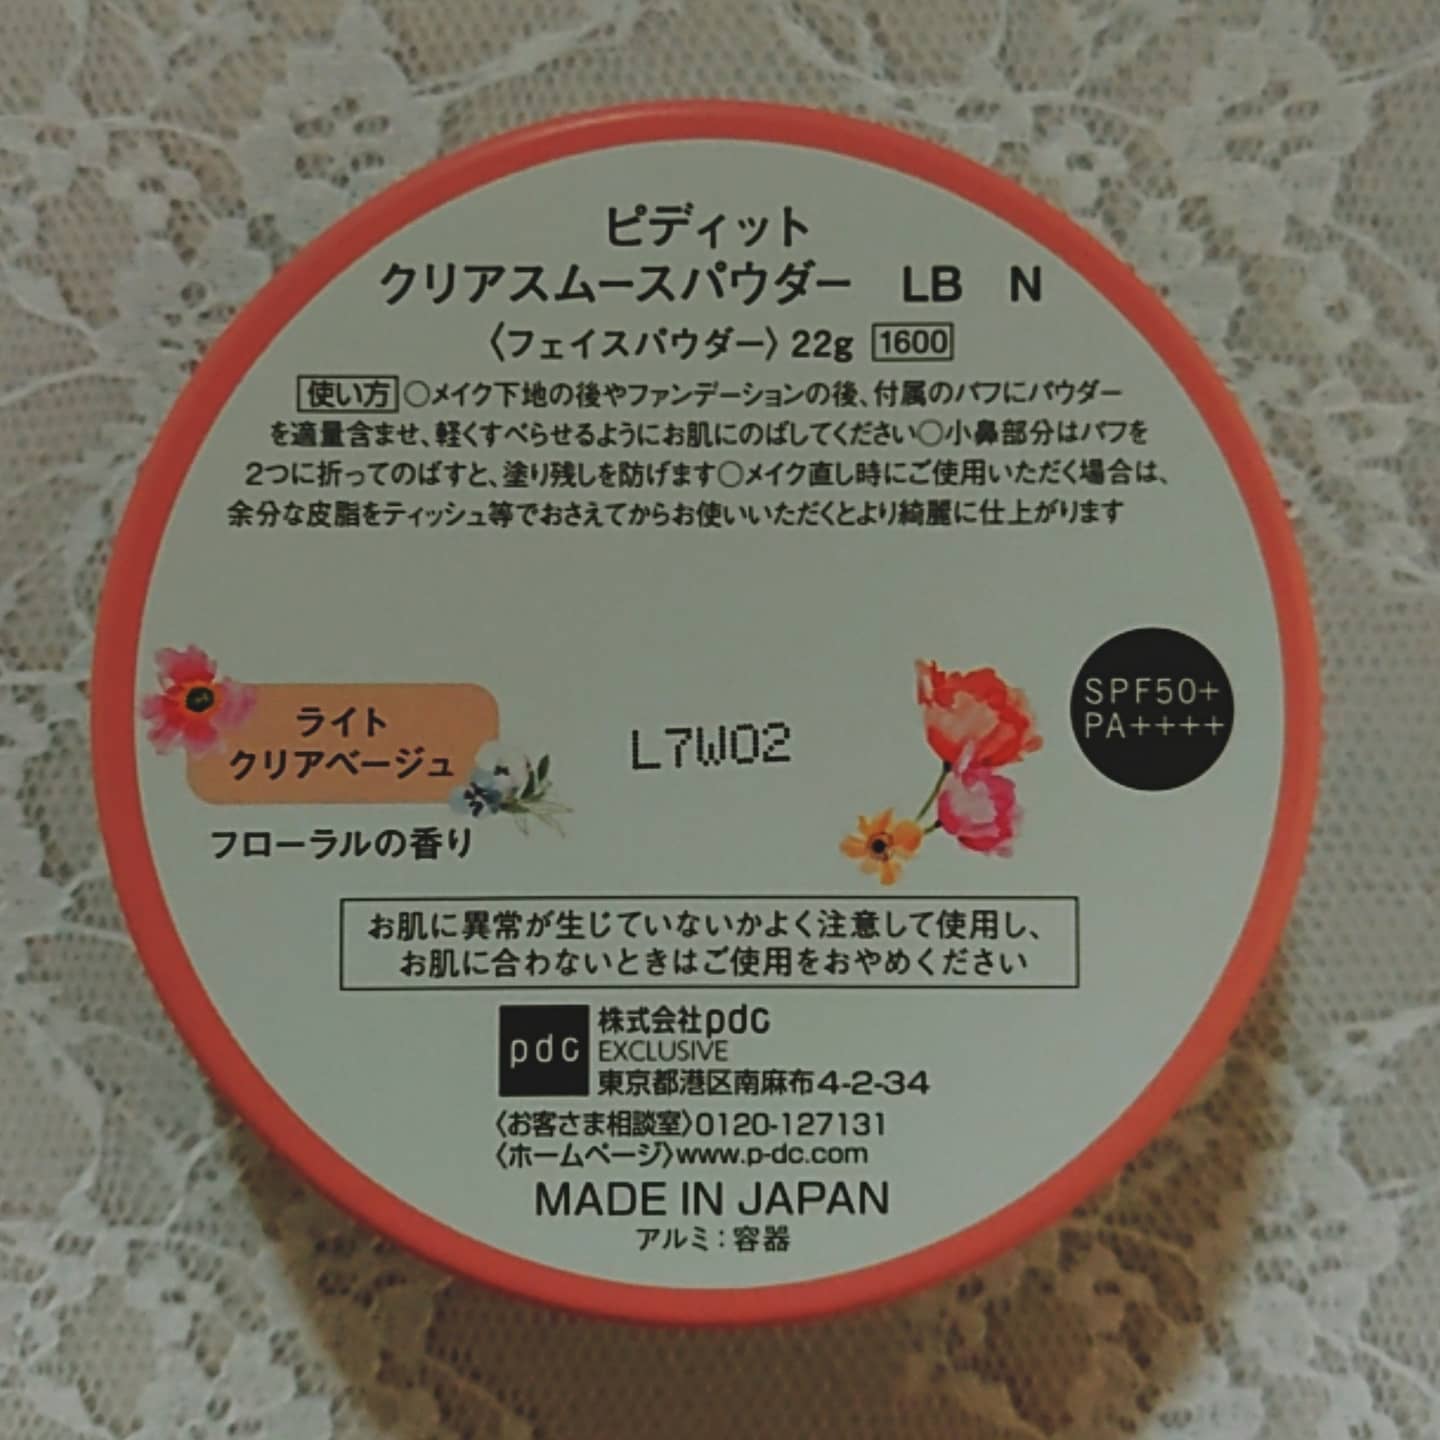 ピディット
クリアスムースパウダー LB N
〈フェイスパウダー〉22g 1600
使い方 ○メイク下地の後やファンデーションの後、付属のパフにパウダー
を適量含ませ、軽くすべらせるようにお肌にのばしてください○小鼻部分はパフを
2つに折ってのばすと、塗り残しを防げます○メイク直し時にご使用いただく場合は、
余分な皮脂をティッシュ等でおさえてからお使いいただくとより綺麗に仕上がります
SPF50+
PA++++
ライト
クリアベージュ
L7W02
フローラルの香り
お肌に異常が生じていないかよく注意して使用し、
お肌に合わないときはご使用をおやめください
pdc
株式会社pdc
EXCLUSIVE
東京都港区南麻布4-2-34
〈お客さま相談室〉0120-127131
〈ホームページ〉www.p-dc.com
MADE IN JAPAN
アルミ：容器